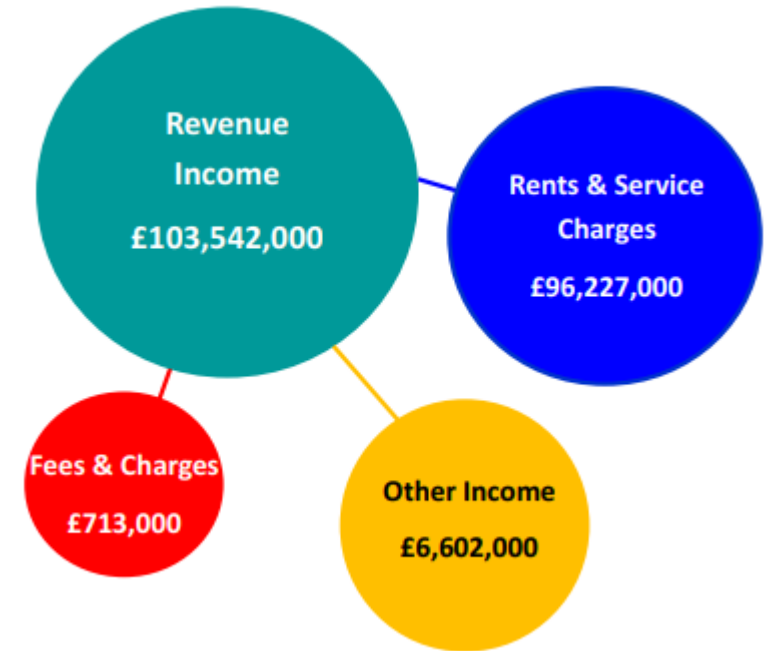 Revenue
Income
£103,542,000
Rents & Service
Charges
£96,227,000
Fees & Charges
£713,000
Other Income
£6,602,000